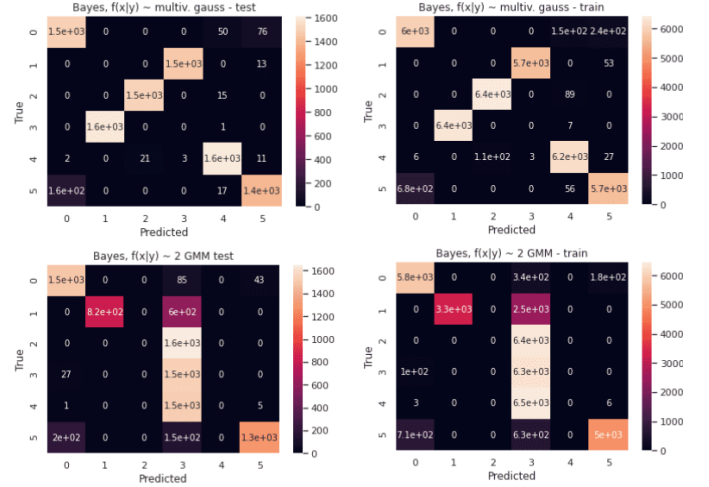 Bayes, f(x|y) ~ multiv. gauss - test
0 1.5e+03 0 0 0 50 76
1 0 0 0 1.5e+03 0 13
2 0 0 1.5e+03 0 15 0
3 0 1.6e+03 0 0 1 0
4 2 0 21 3 1.6e+03 11
5 1.6e+02 0 0 0 17 1.4e+03
0 1 2 3 4 5
Predicted
True
1600
1400
1200
1000
800
600
400
200
0
Bayes, f(x|y) ~ multiv. gauss - train
0 6e+03 0 0 0 1.5e+02 2.4e+02
1 0 0 0 5.7e+03 0 53
2 0 0 6.4e+03 0 89 0
3 0 6.4e+03 0 0 7 0
4 6 0 1.1e+02 3 6.2e+03 27
5 6.8e+02 0 0 0 56 5.7e+03
0 1 2 3 4 5
Predicted
True
6000
5000
4000
3000
2000
1000
0
Bayes, f(x|y) ~ 2 GMM test
0 1.5e+03 0 0 85 0 43
1 0 8.2e+02 0 6e+02 0 0
2 0 0 0 1.6e+03 0 0
3 27 0 0 1.5e+03 0 0
4 1 0 0 1.5e+03 0 5
5 2e+02 0 0 1.5e+02 0 1.3e+03
0 1 2 3 4 5
Predicted
True
1600
1400
1200
1000
800
600
400
200
0
Bayes, f(x|y) ~ 2 GMM - train
0 5.8e+03 0 0 3.4e+02 0 1.8e+02
1 0 3.3e+03 0 2.5e+03 0 0
2 0 0 0 6.4e+03 0 0
3 1e+02 0 0 6.3e+03 0 0
4 3 0 0 6.5e+03 0 6
5 7.1e+02 0 0 6.3e+02 0 5e+03
0 1 2 3 4 5
Predicted
True
6000
5000
4000
3000
2000
1000
0